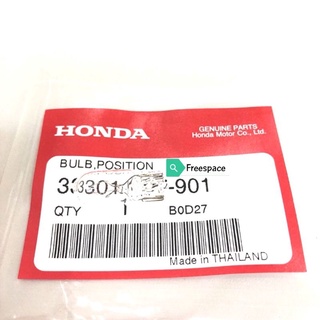 HONDA
GENUINE PARTS
Honda Motor Co., Ltd.
BULB,POSITION
Freespace
-901
QTY 1 B0D27
Made in THAILAND